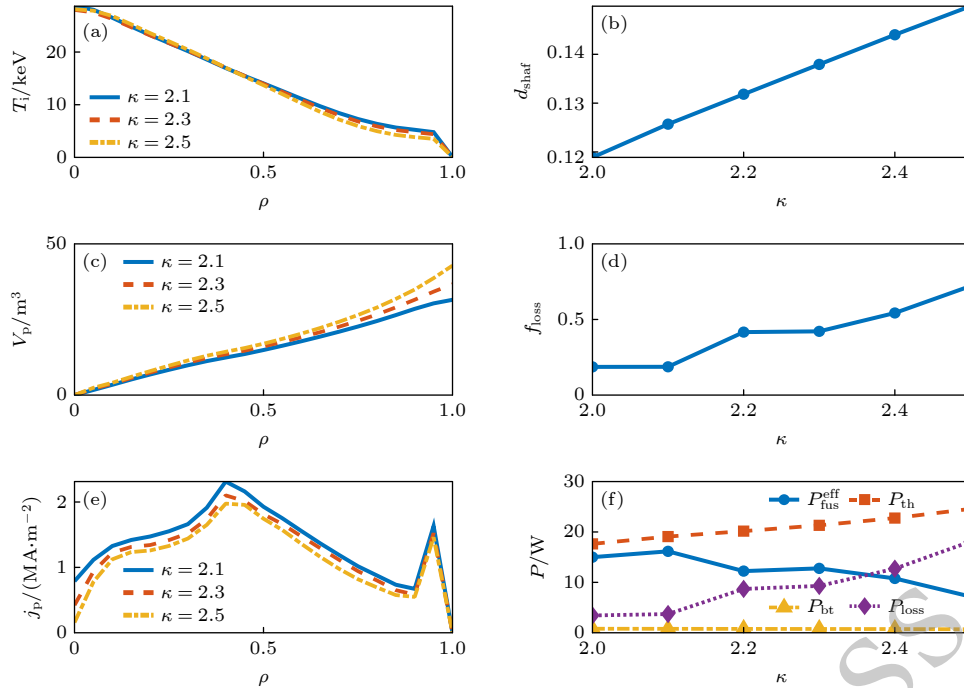 (a)
T_i/keV
20
10
0
κ = 2.1
κ = 2.3
κ = 2.5
0
0.5
1.0
ρ
(b)
d_shaf
0.14
0.13
0.12
2.0
2.2
2.4
κ
(c)
V_p/m³
50
0
κ = 2.1
κ = 2.3
κ = 2.5
0
0.5
1.0
ρ
(d)
f_loss
1.0
0.5
0
2.0
2.2
2.4
κ
(e)
j_p/(MA·m⁻²)
2
1
0
κ = 2.1
κ = 2.3
κ = 2.5
0
0.5
1.0
ρ
(f)
P/W
30
20
10
0
P_fus^eff
P_th
P_bt
P_loss
2.0
2.2
2.4
κ